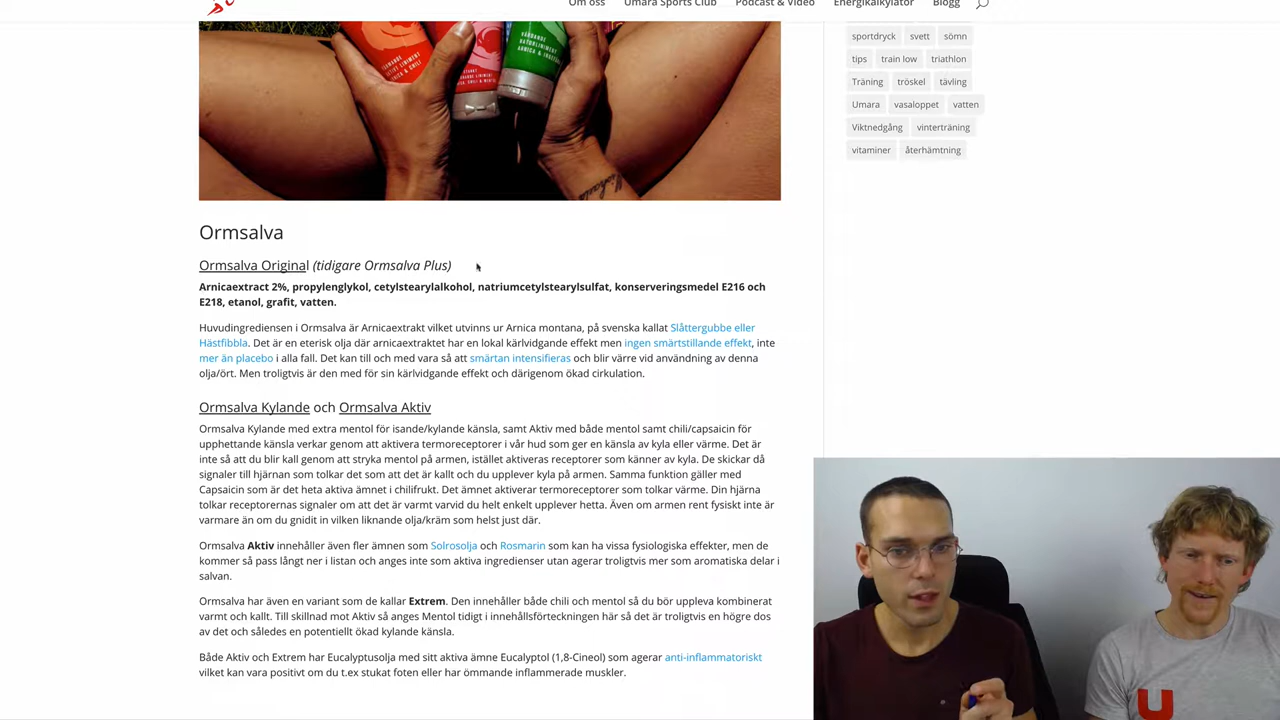 Om oss
Umara Sports Club
Podcast & Video
Energikalkylator
Blogg
sportdryck svett sömn
tips train low triathlon
Träning tröskel tävling
Umara vasaloppet vatten
Viktnedgång vinterträning
vitaminer återhämtning
Ormsalva
Ormsalva Original (tidigare Ormsalva Plus)
Arnicaextract 2%, propylenglykol, cetylstearylalkohol, natriumcetylstearylsulfat, konserveringsmedel E216 och
E218, etanol, grafit, vatten.
Huvudingrediensen i Ormsalva är Arnicaextrakt vilket utvinns ur Arnica montana, på svenska kallat Slåttergubbe eller
Hästfibbla. Det är en eterisk olja där arnicaextraktet har en lokal kärlvidgande effekt men ingen smärtstillande effekt, inte
mer än placebo i alla fall. Det kan till och med vara så att smärtan intensifieras och blir värre vid användning av denna
olja/ört. Men troligtvis är den med för sin kärlvidgande effekt och därigenom ökad cirkulation.
Ormsalva Kylande och Ormsalva Aktiv
Ormsalva Kylande med extra mentol för isande/kylande känsla, samt Aktiv med både mentol samt chili/capsaicin för
upphettande känsla verkar genom att aktivera termoreceptorer i vår hud som ger en känsla av kyla eller värme. Det är
inte så att du blir kall genom att stryka mentol på armen, istället aktiveras receptorer som känner av kyla. De skickar då
signaler till hjärnan som tolkar det som att det är kallt och du upplever kyla på armen. Samma funktion gäller med
Capsaicin som är det heta aktiva ämnet i chilifrukt. Det ämnet aktiverar termoreceptorer som tolkar värme. Din hjärna
tolkar receptorernas signaler om att det är varmt varvid du helt enkelt upplever hetta. Även om armen rent fysiskt inte är
varmare än om du gnidit in vilken liknande olja/kräm som helst just där.
Ormsalva Aktiv innehåller även fler ämnen som Solrosolja och Rosmarin som kan ha vissa fysiologiska effekter, men de
kommer så pass långt ner i listan och anges inte som aktiva ingredienser utan agerar troligtvis mer som aromatiska delar i
salvan.
Ormsalva har även en variant som de kallar Extrem. Den innehåller både chili och mentol så du bör uppleva kombinerat
varmt och kallt. Till skillnad mot Aktiv så anges Mentol tidigt i innehållsförteckningen här så det är troligtvis en högre dos
av det och således en potentiellt ökad kylande känsla.
Både Aktiv och Extrem har Eucalyptusolja med sitt aktiva ämne Eucalyptol (1,8-Cineol) som agerar anti-inflammatoriskt
vilket kan vara positivt om du t.ex stukat foten eller har ömmande inflammerade muskler.